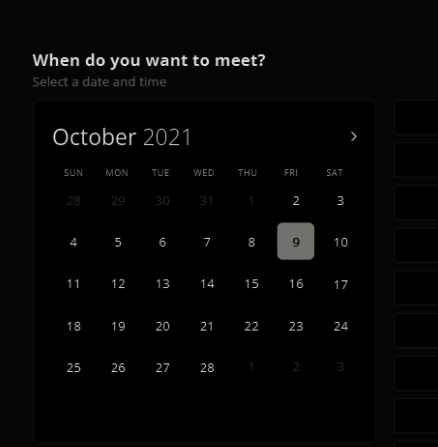 When do you want to meet?
Select a date and time
October 2021 >
SUN MON TUE WED THU FRI SAT
28 29 30 31 1 2 3
4 5 6 7 8 9 10
11 12 13 14 15 16 17
18 19 20 21 22 23 24
25 26 27 28 1 2 3